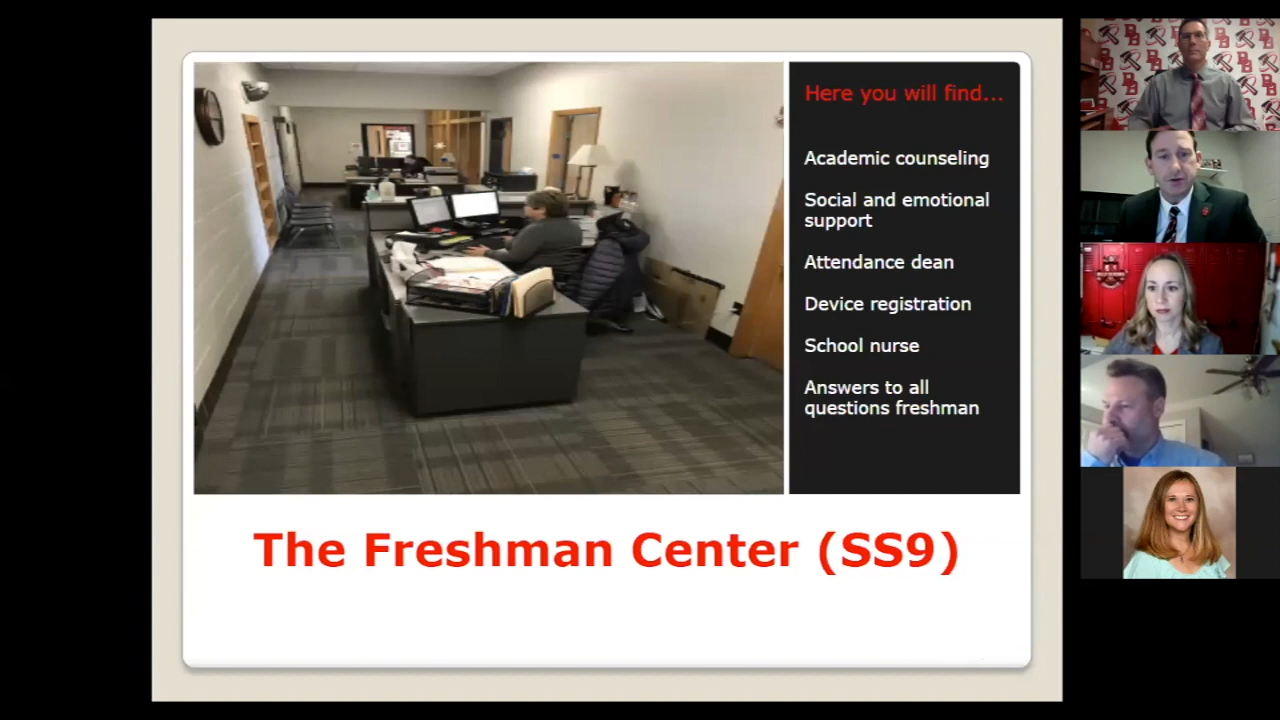 Here you will find...
Academic counseling
Social and emotional
support
Attendance dean
Device registration
School nurse
Answers to all
questions freshman
The Freshman Center (SS9)